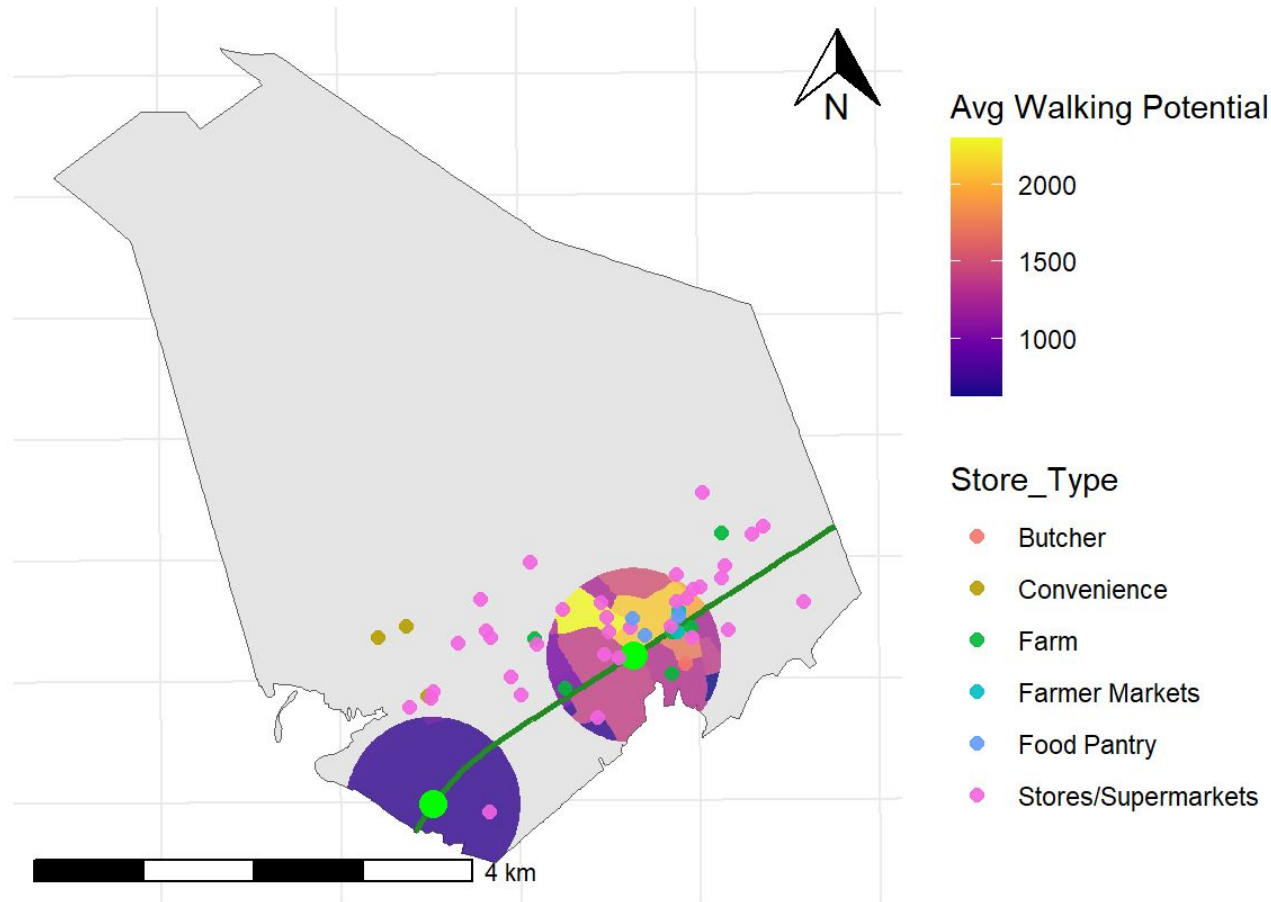 N
Avg Walking Potential
2000
1500
1000
Store_Type
Butcher
Convenience
Farm
Farmer Markets
Food Pantry
Stores/Supermarkets
4 km